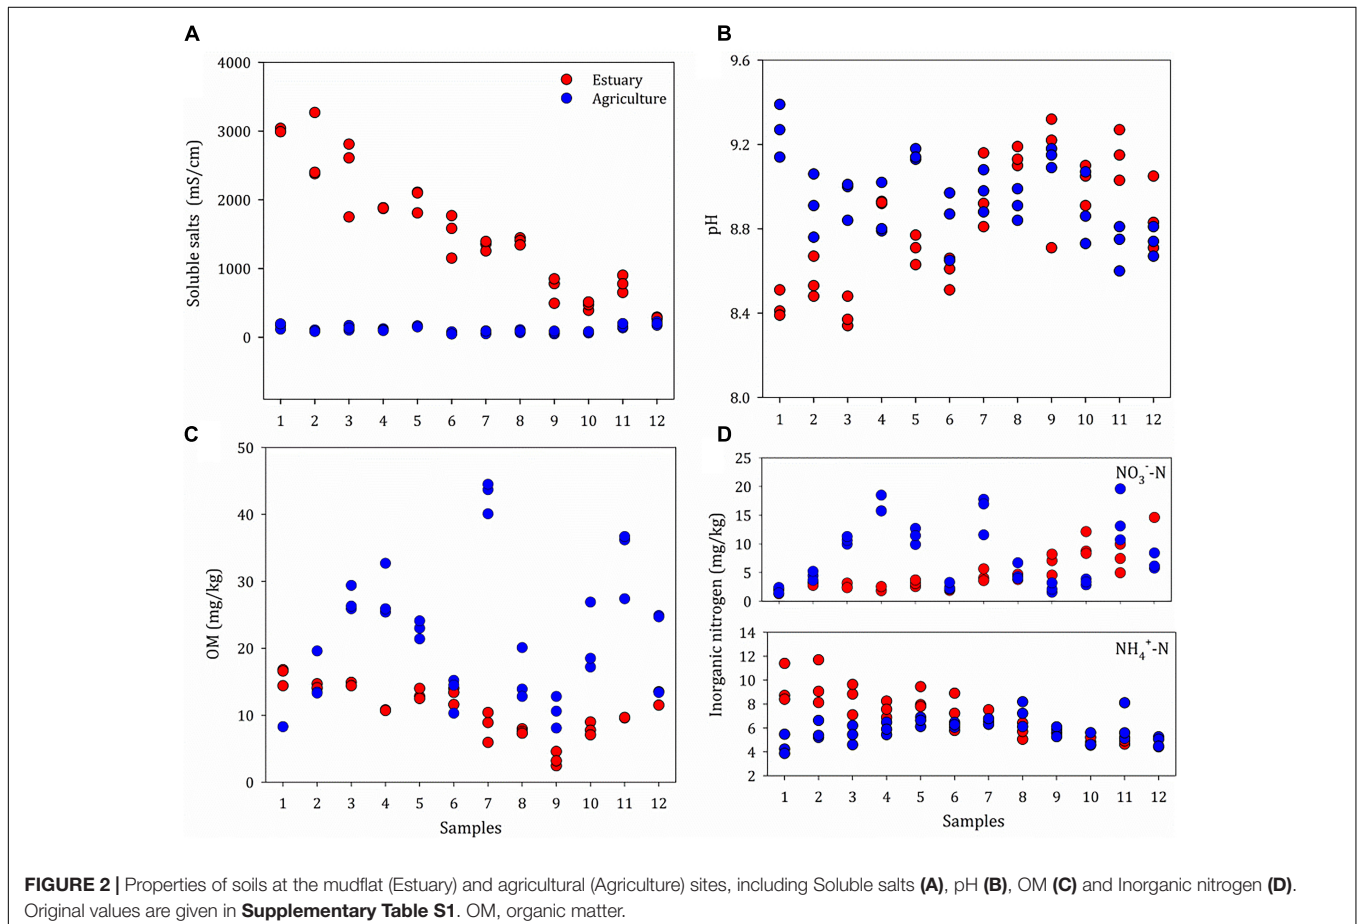 A
4000
3000
2000
1000
0
Soluble salts (mS/cm)
Estuary
Agriculture
1 2 3 4 5 6 7 8 9 10 11 12
B
9.6
9.2
8.8
8.4
8.0
pH
1 2 3 4 5 6 7 8 9 10 11 12
C
50
40
30
20
10
0
OM (mg/kg)
1 2 3 4 5 6 7 8 9 10 11 12
Samples
D
25
20
15
10
5
0
NO₃⁻-N
Inorganic nitrogen (mg/kg)
14
12
10
8
6
4
2
NH₄⁺-N
1 2 3 4 5 6 7 8 9 10 11 12
Samples
FIGURE 2 | Properties of soils at the mudflat (Estuary) and agricultural (Agriculture) sites, including Soluble salts (A), pH (B), OM (C) and Inorganic nitrogen (D).
Original values are given in Supplementary Table S1. OM, organic matter.